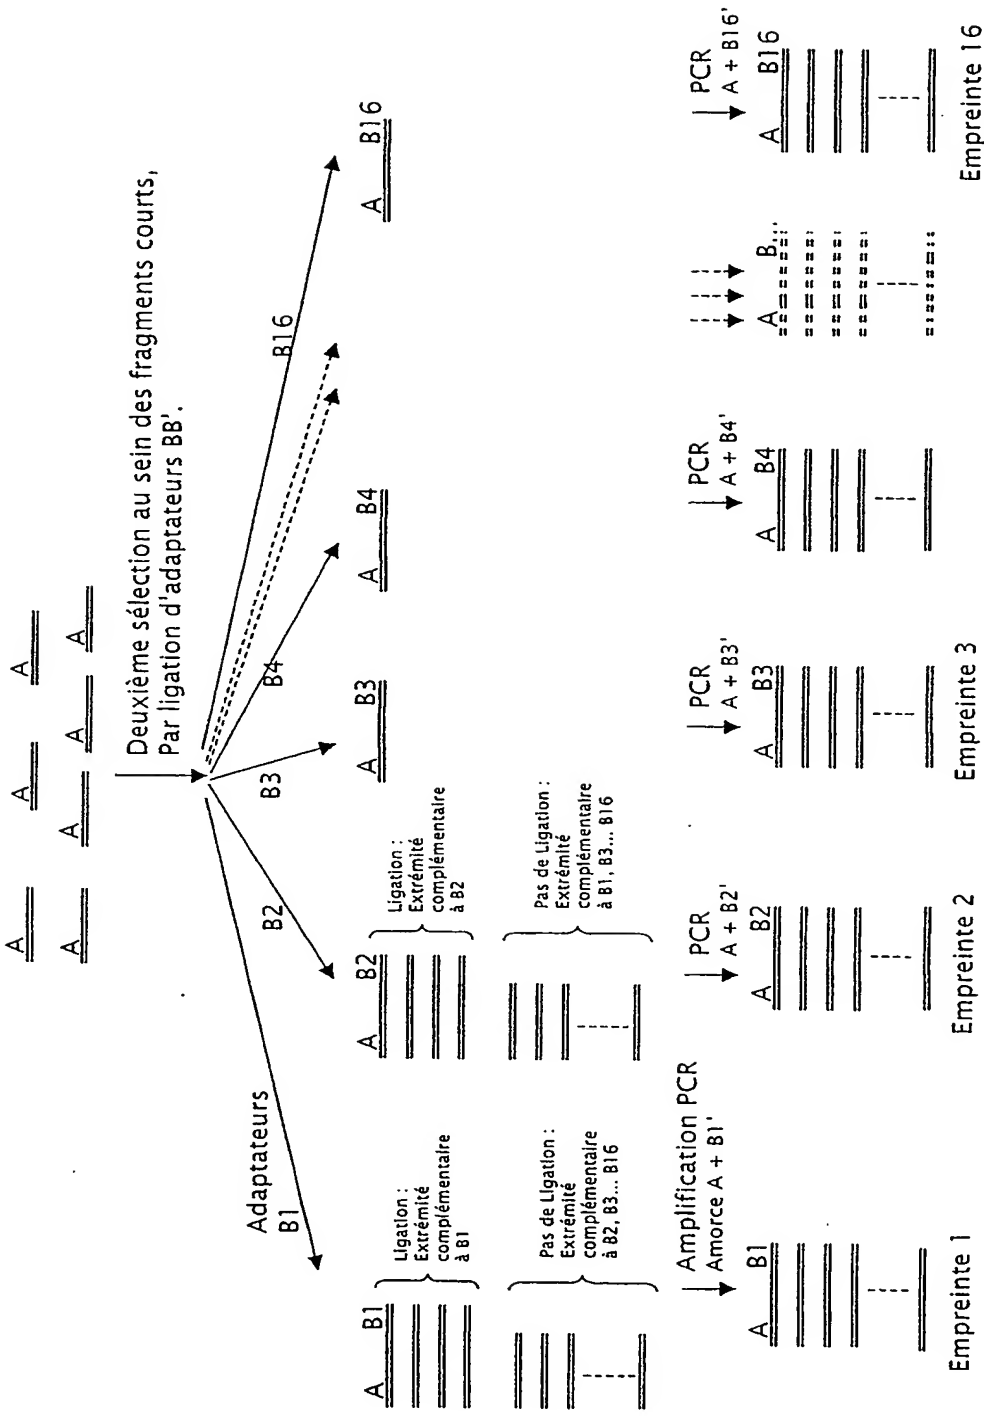 A A A
A A A A
Deuxième sélection au sein des fragments courts,
Par ligation d'adaptateurs BB'.
Adaptateurs
B1
B2
B3
B4
B16
A B1
A B2
A B3
A B4
A B16
Ligation :
Extrémité
complémentaire
à B1
Ligation :
Extrémité
complémentaire
à B2
Pas de Ligation :
Extrémité
complémentaire
à B2, B3... B16
Pas de Ligation :
Extrémité
complémentaire
à B1, B3... B16
Amplification PCR
Amorce A + B1'
PCR
A + B2'
PCR
A + B3'
PCR
A + B4'
PCR
A + B16'
A B1
A B2
A B3
A B4
A B...
A B16
Empreinte 1
Empreinte 2
Empreinte 3
Empreinte 16